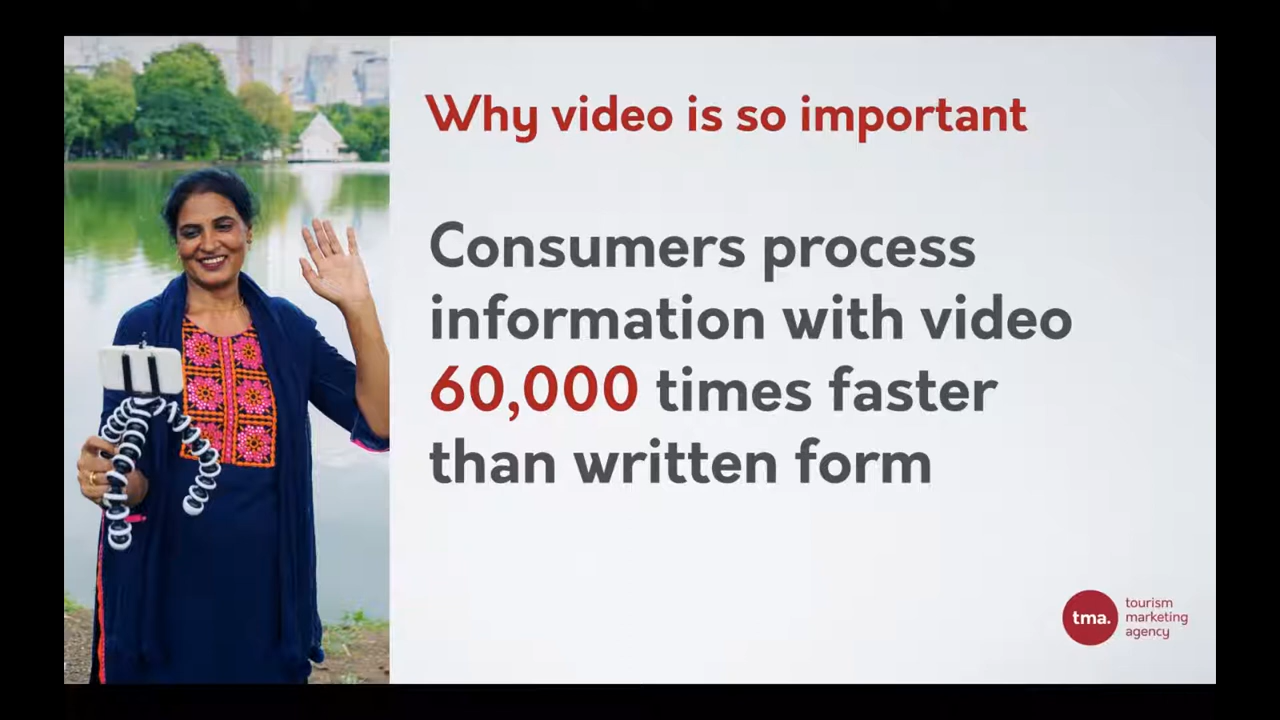 Why video is so important
Consumers process
information with video
60,000 times faster
than written form
tma.
tourism
marketing
agency